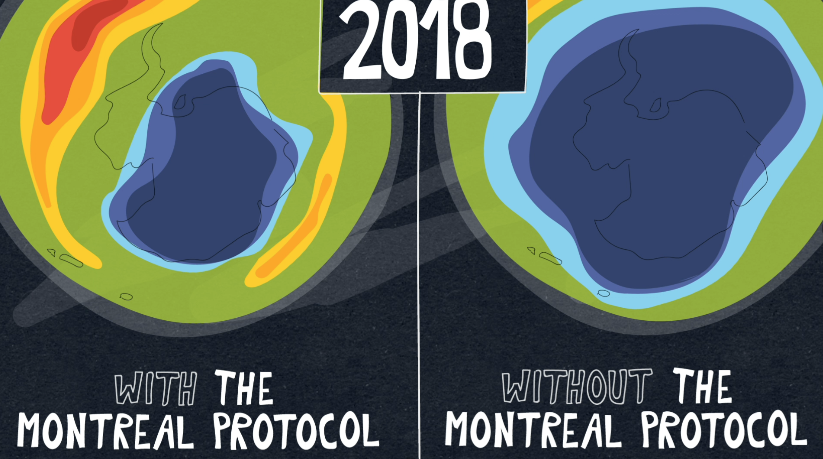 2018
WITH THE
MONTREAL PROTOCOL
WITHOUT THE
MONTREAL PROTOCOL